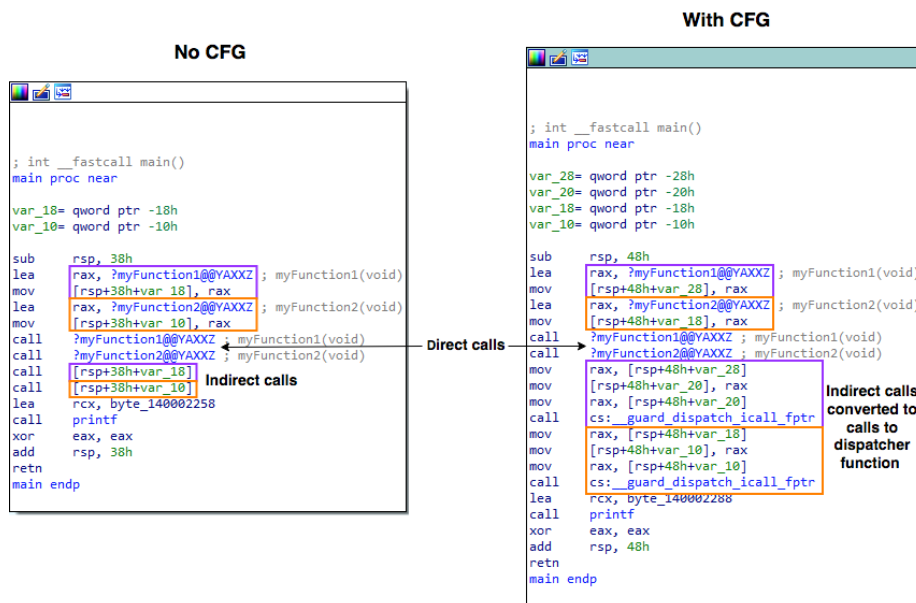 No CFG
; int __fastcall main()
main proc near
var_18= qword ptr -18h
var_10= qword ptr -10h
sub rsp, 38h
lea rax, ?myFunction1@@YAXXZ ; myFunction1(void)
mov [rsp+38h+var_18], rax
lea rax, ?myFunction2@@YAXXZ ; myFunction2(void)
mov [rsp+38h+var_10], rax
call ?myFunction1@@YAXXZ ; myFunction1(void)
call ?myFunction2@@YAXXZ ; myFunction2(void)
call [rsp+38h+var_18]
call [rsp+38h+var_10]
lea rcx, byte_140002258
call printf
xor eax, eax
add rsp, 38h
retn
main endp
Indirect calls
Direct calls
With CFG
; int __fastcall main()
main proc near
var_28= qword ptr -28h
var_20= qword ptr -20h
var_18= qword ptr -18h
var_10= qword ptr -10h
sub rsp, 48h
lea rax, ?myFunction1@@YAXXZ ; myFunction1(void)
mov [rsp+48h+var_28], rax
lea rax, ?myFunction2@@YAXXZ ; myFunction2(void)
mov [rsp+48h+var_18], rax
call ?myFunction1@@YAXXZ ; myFunction1(void)
call ?myFunction2@@YAXXZ ; myFunction2(void)
mov rax, [rsp+48h+var_28]
mov [rsp+48h+var_20], rax
mov rax, [rsp+48h+var_20]
call cs:__guard_dispatch_icall_fptr
mov rax, [rsp+48h+var_18]
mov [rsp+48h+var_10], rax
mov rax, [rsp+48h+var_10]
call cs:__guard_dispatch_icall_fptr
lea rcx, byte_140002288
call printf
xor eax, eax
add rsp, 48h
retn
main endp
Indirect calls
converted to
calls to
dispatcher
function